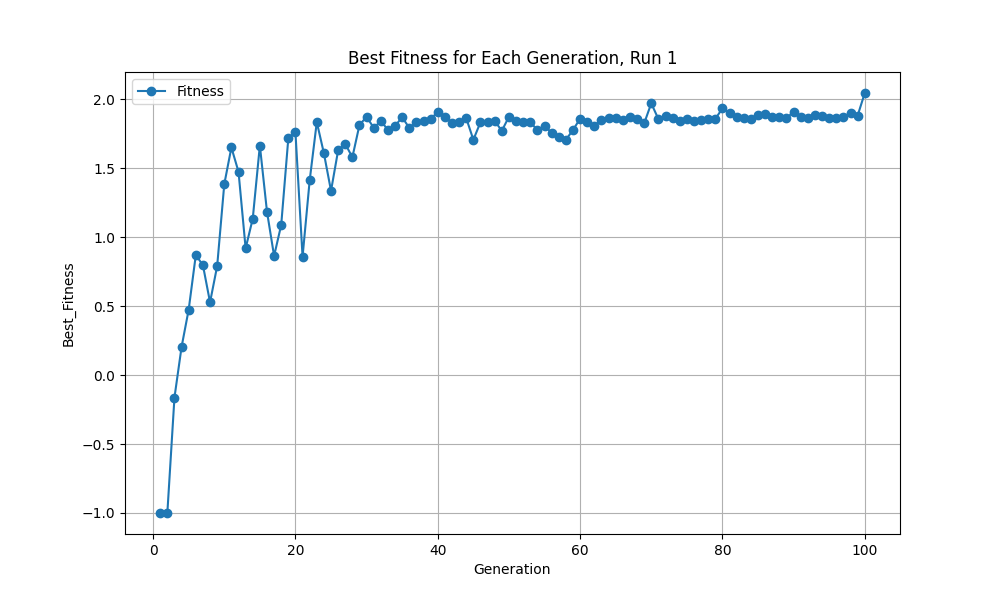 Best Fitness for Each Generation, Run 1
Fitness
2.0
1.5
1.0
0.5
0.0
−0.5
−1.0
Best_Fitness
0 20 40 60 80 100
Generation